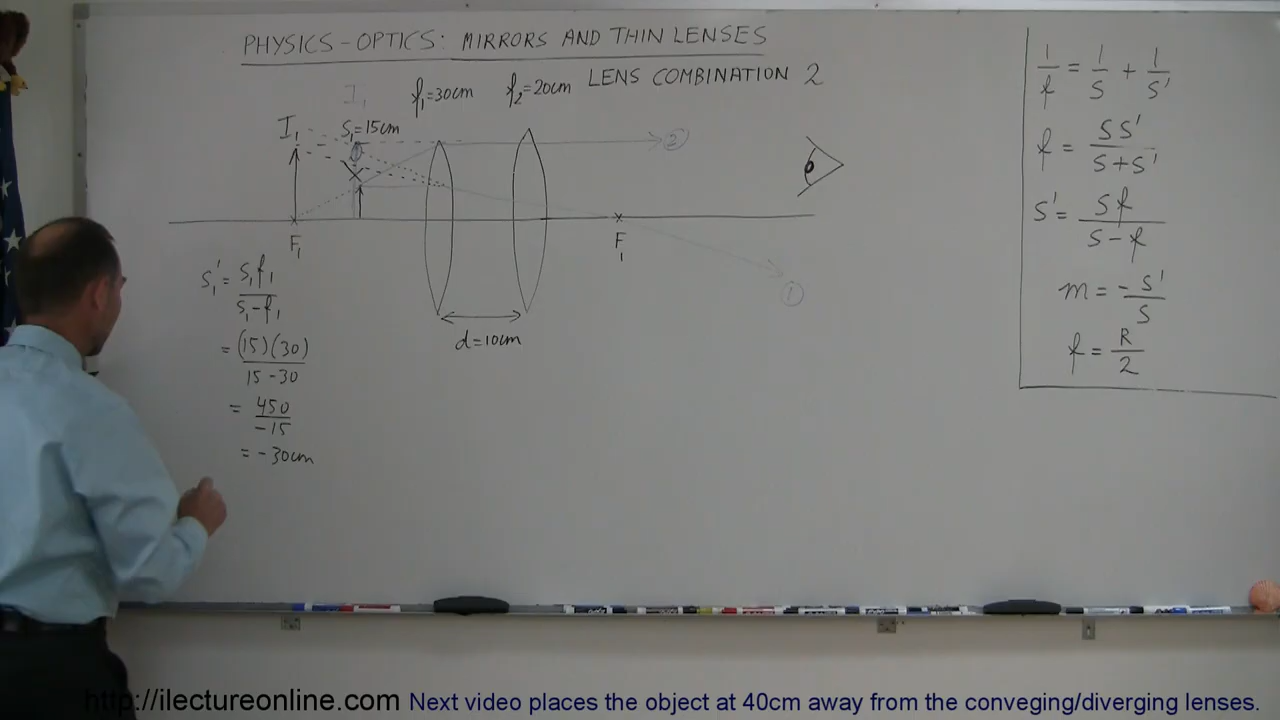 PHYSICS-OPTICS: MIRRORS AND THIN LENSES
f₁=30cm f₂=20cm LENS COMBINATION 2
I₁
I₁ S₁=15cm
②
F₁ F₁
①
d=10cm
S₁' = S₁f₁ / S₁-f₁
= (15)(30) / 15-30
= 450 / -15
= -30cm
1/f = 1/S + 1/S'
f = SS' / S+S'
S' = Sf / S-f
m = -S' / S
f = R/2
http://ilectureonline.com Next video places the object at 40cm away from the conveging/diverging lenses.